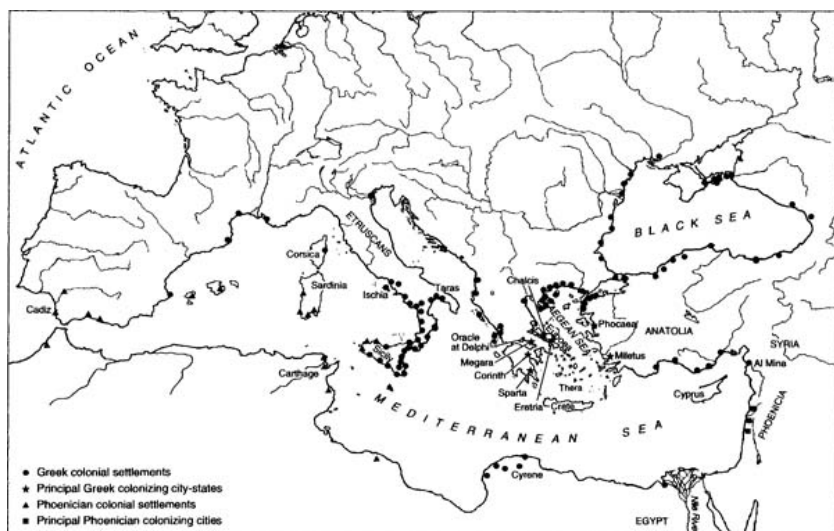 ATLANTIC OCEAN
BLACK SEA
ETRUSCANS
Corsica
Sardinia
Ischia
Taras
Chalcis
AEGEAN SEA
Cadiz
Phocaea
ANATOLIA
Oracle
at Delphi
EUBOEA
Sicily
Megara
Miletus
SYRIA
Al Mina
Carthage
Corinth
Thera
Sparta
Cyprus
PHOENICIA
Eretria
Crete
MEDITERRANEAN SEA
Cyrene
EGYPT
Nile River
● Greek colonial settlements
★ Principal Greek colonizing city-states
▲ Phoenician colonial settlements
■ Principal Phoenician colonizing cities